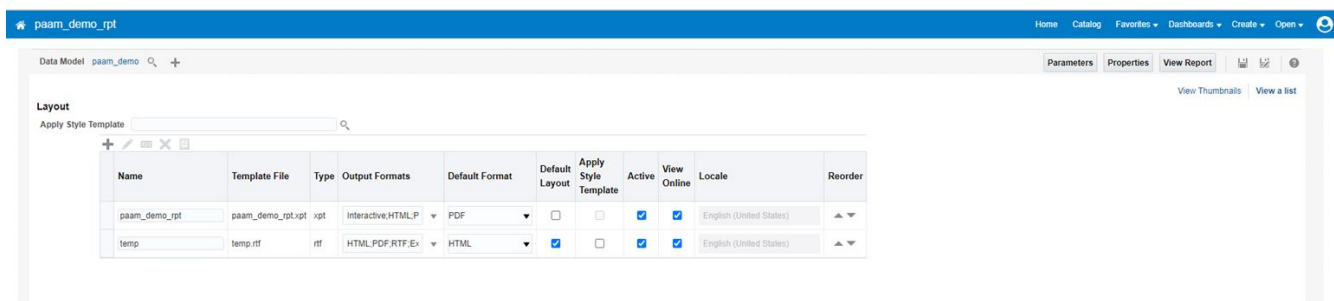 paam_demo_rpt Home Catalog Favorites Dashboards Create Open
Data Model paam_demo Parameters Properties View Report
View Thumbnails View a list
Layout
Apply Style Template
Name Template File Type Output Formats Default Format Default Layout Apply Style Template Active View Online Locale Reorder
paam_demo_rpt paam_demo_rpt.xpt xpt Interactive;HTML;P PDF English (United States)
temp temp.rtf rtf HTML;PDF;RTF;Ex HTML English (United States)